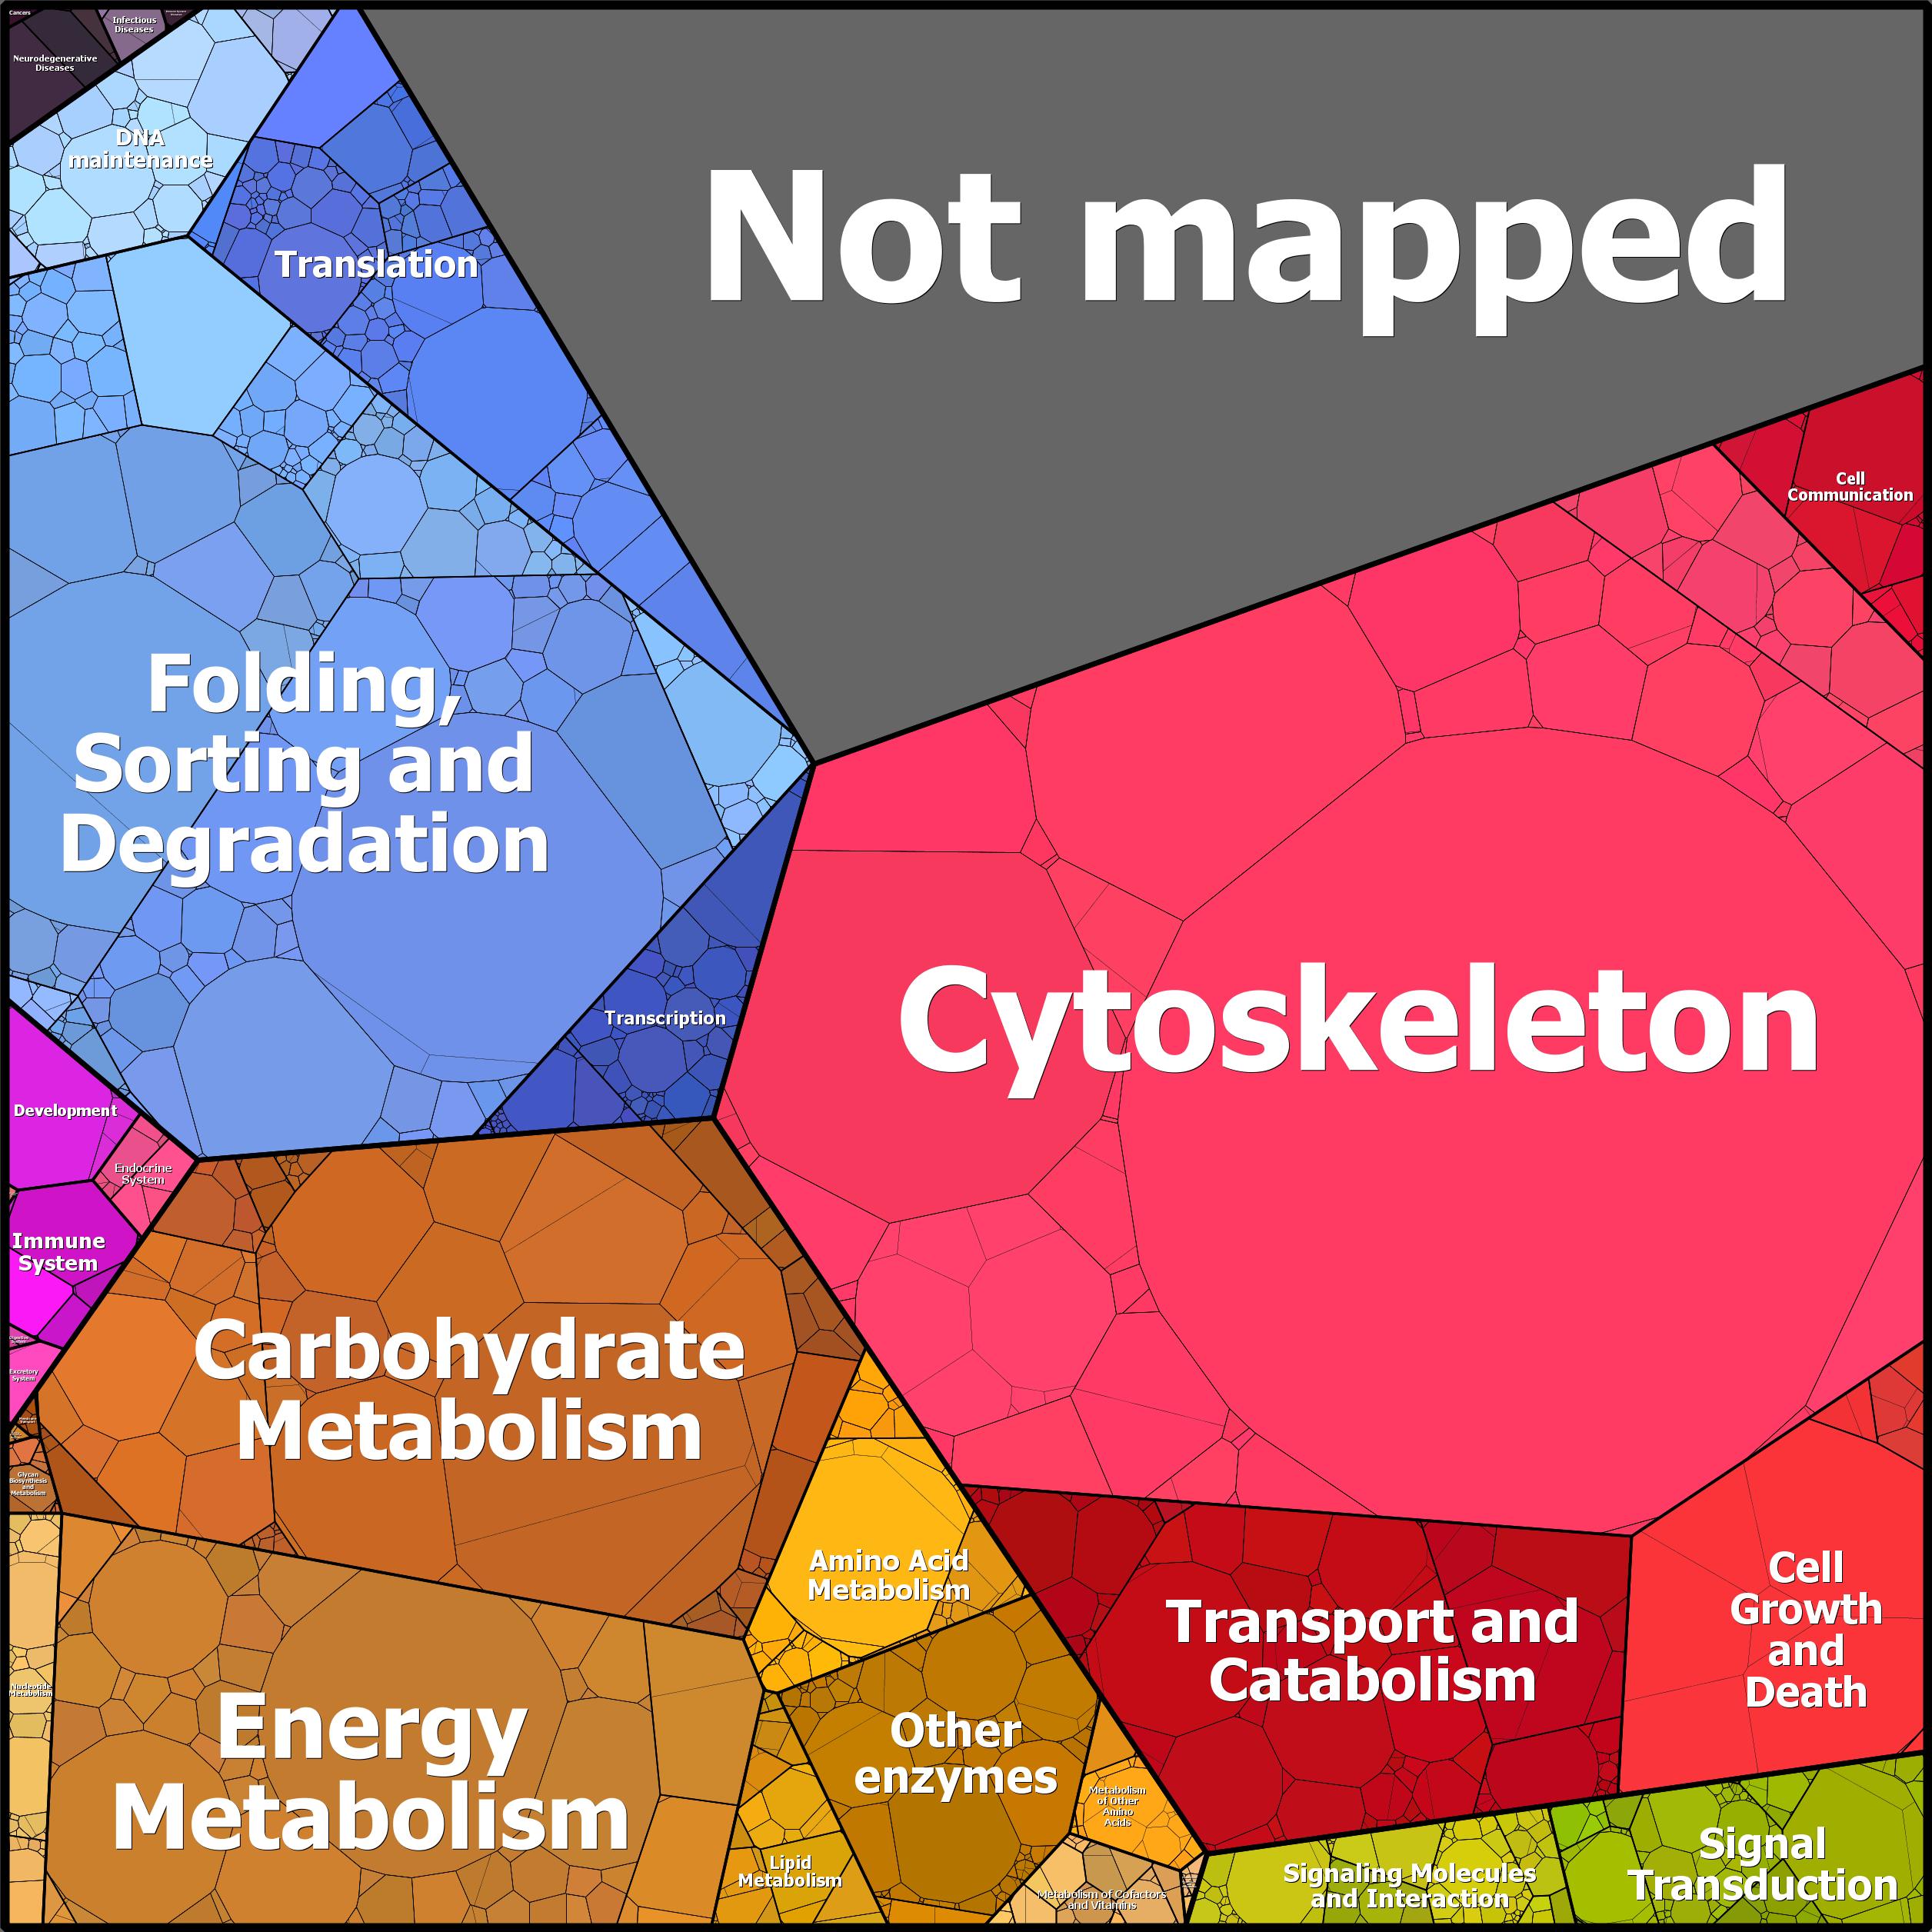 Cancers
Infectious
Diseases
Neurodegenerative
Diseases
DNA
maintenance
Translation
Not mapped
Cell
Communication
Folding,
Sorting and
Degradation
Transcription
Cytoskeleton
Development
Endocrine
System
Immune
System
Excretory
System
Carbohydrate
Metabolism
Glycan
Biosynthesis
and
Metabolism
Amino Acid
Metabolism
Nucleotide
Metabolism
Energy
Metabolism
Other
enzymes
Metabolism
of Other
Amino
Acids
Lipid
Metabolism
Metabolism of Cofactors
and Vitamins
Transport and
Catabolism
Cell
Growth
and
Death
Signaling Molecules
and Interaction
Signal
Transduction